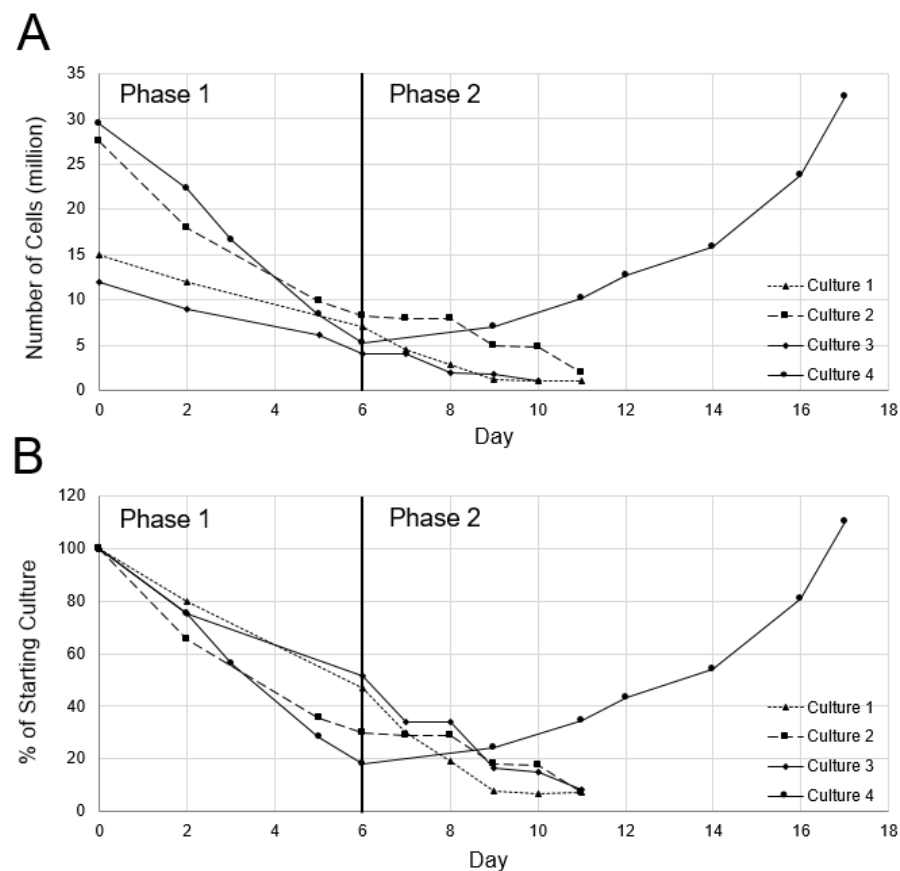 A
Phase 1
Phase 2
Number of Cells (million)
35
30
25
20
15
10
5
0
Culture 1
Culture 2
Culture 3
Culture 4
0 2 4 6 8 10 12 14 16 18
Day
B
Phase 1
Phase 2
% of Starting Culture
120
100
80
60
40
20
0
Culture 1
Culture 2
Culture 3
Culture 4
0 2 4 6 8 10 12 14 16 18
Day